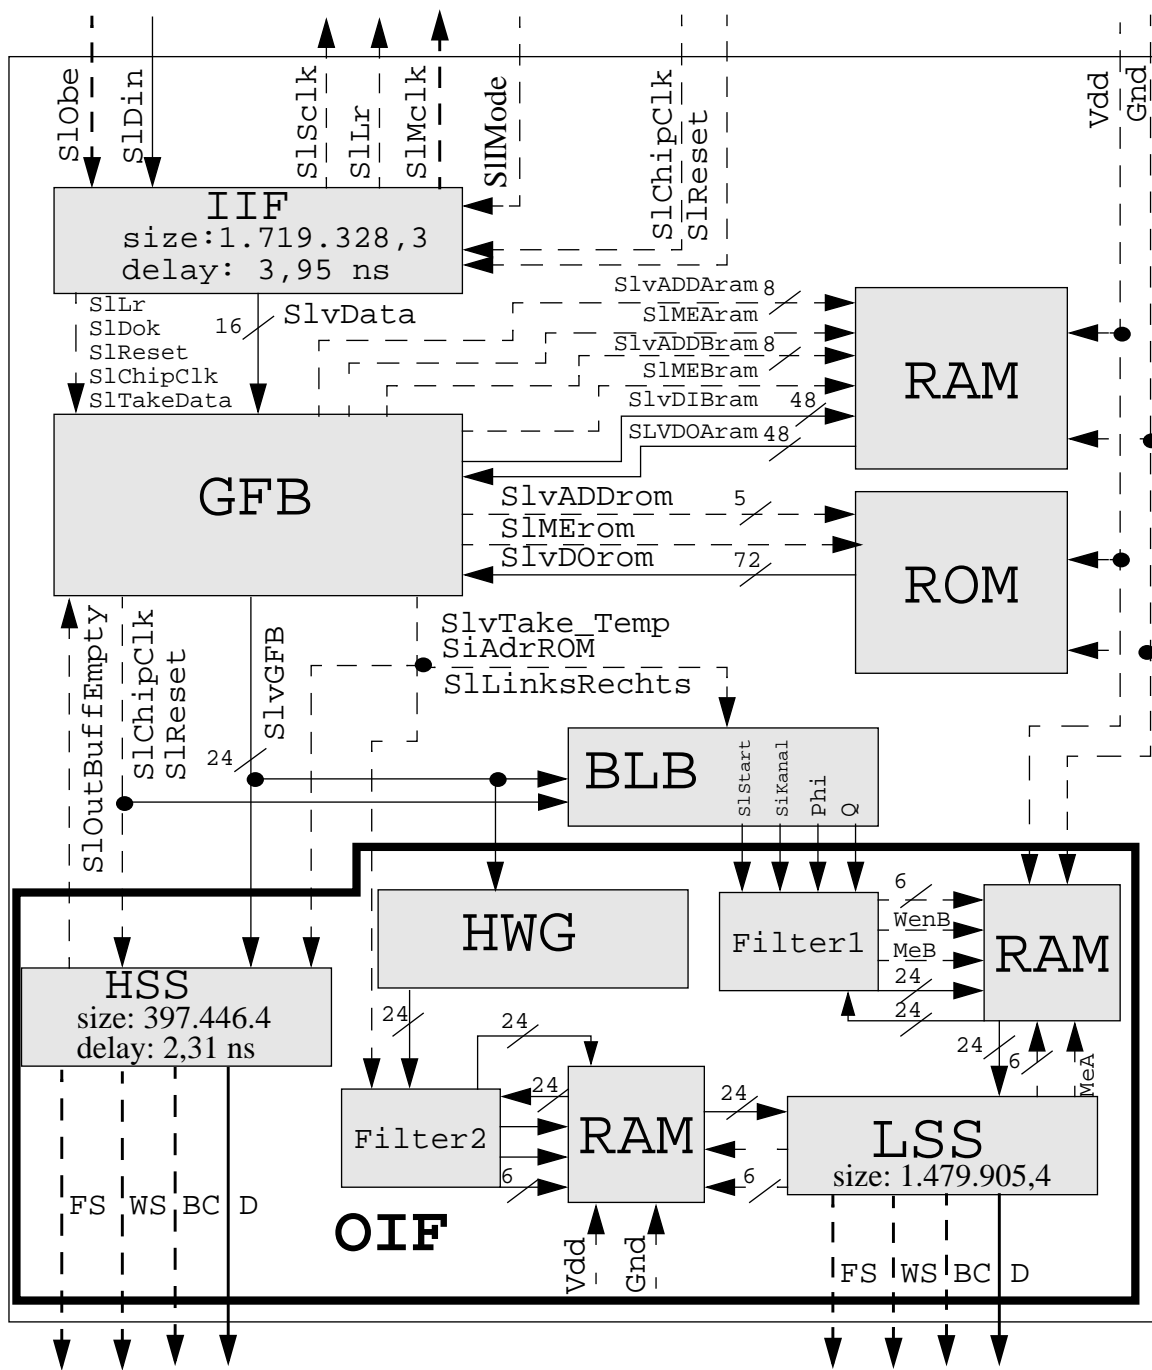 SlObe
SlDin
SlSclk
SlLr
SlMclk
SlIMode
SlChipClk
SlReset
Vdd
Gnd
IIF
size:1.719.328,3
delay: 3,95 ns
SlLr
SlDok
SlReset
SlChipClk
SlTakeData
16
SlvData
SlvADDAram 8
SlMEAram
SlvADDBram 8
SlMEBram
SlvDIBram 48
SLVDOAram 48
RAM
GFB
SlvADDrom 5
SlMErom
SlvDOrom 72
ROM
SlOutBuffEmpty
SlChipClk
SlReset
24
SlvGFB
SlvTake_Temp
SiAdrROM
SlLinksRechts
BLB
SlStart
SiKanal
Phi
Q
HWG
Filter1
6
WenB
MeB
24
24
RAM
HSS
size: 397.446.4
delay: 2,31 ns
24
24
24
24
6
MeA
Filter2
24
RAM
LSS
size: 1.479.905,4
6
6
FS
WS
BC
D
OIF
Vdd
Gnd
FS
WS
BC
D